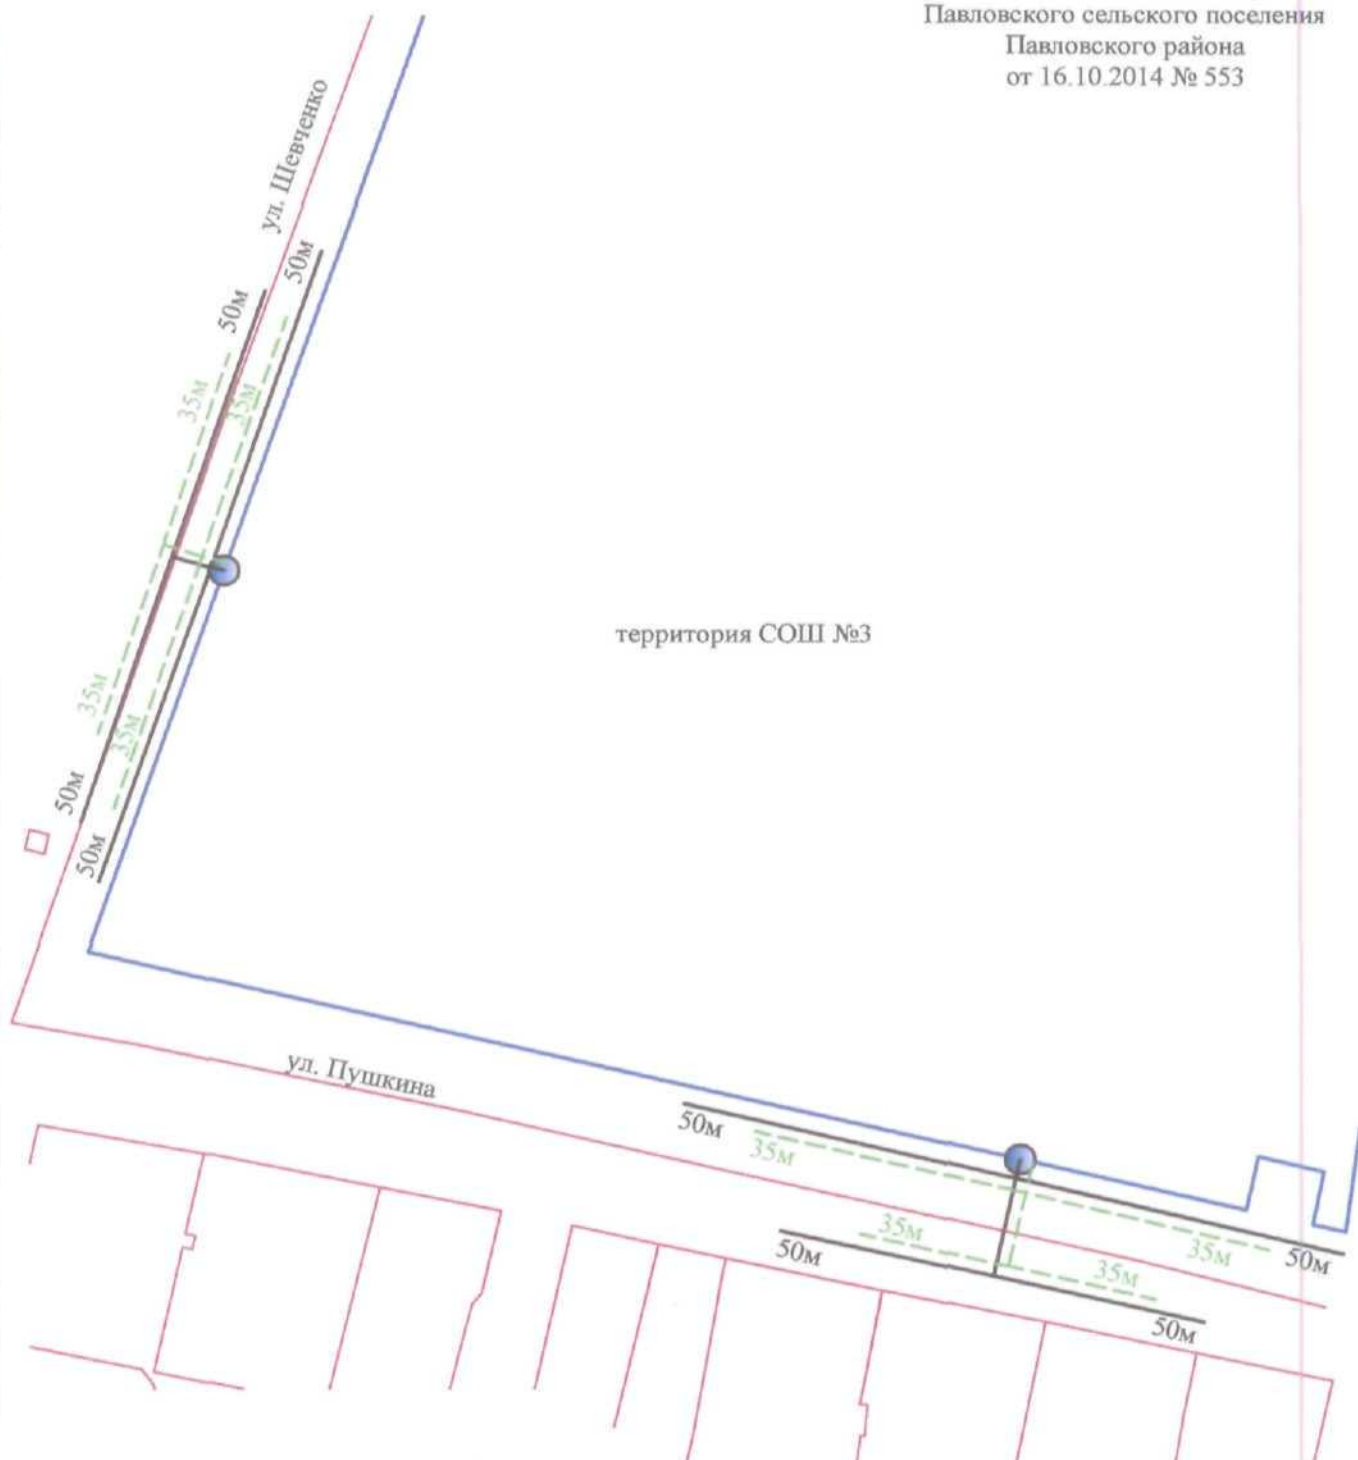 Павловского сельского поселения
Павловского района
от 16.10.2014 № 553
ул. Шевченко
50м
50м
35м
35м
территория СОШ №3
35м
35м
50м
50м
ул. Пушкина
50м
35м
35м
35м
50м
50м
35м
50м